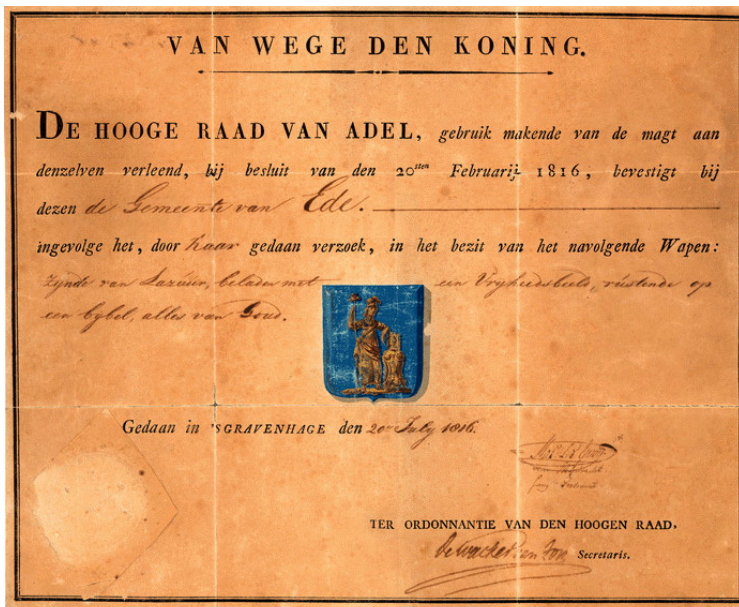 VAN WEGE DEN KONING.
DE HOOGE RAAD VAN ADEL, gebruik makende van de magt aan
denzelven verleend, bij besluit van den 20sten Februarij 1816, bevestigt bij
dezen de Gemeente van Ede.
ingevolge het, door haar gedaan verzoek, in het bezit van het navolgende Wapen:
Zynde van Lazuur, beladen met een Vryheidsbeeld, rustende op
een bybel, alles van Goud.
Gedaan in 'SGRAVENHAGE den 20 July 1816.
TER ORDONNANTIE VAN DEN HOOGEN RAAD,
Secretaris.